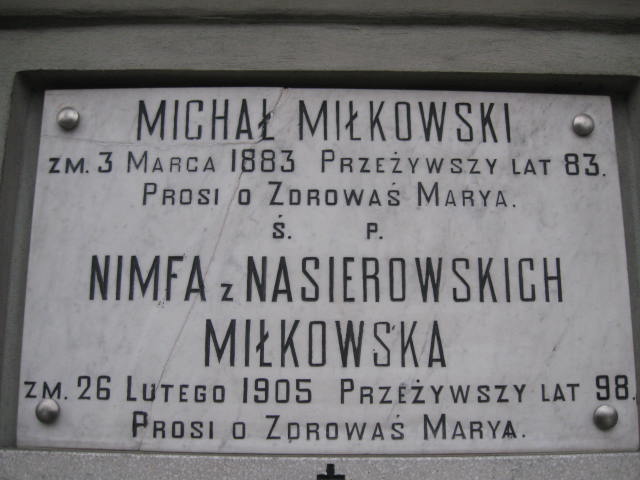 MICHAŁ MIŁKOWSKI
ZM. 3 MARCA 1883 PRZEŻYWSZY LAT 83.
PROSI O ZDROWAŚ MARYA.
Ś. P.
NIMFA z NASIEROWSKICH
MIŁKOWSKA
ZM. 26 LUTEGO 1905 PRZEŻYWSZY LAT 98.
PROSI O ZDROWAŚ MARYA.